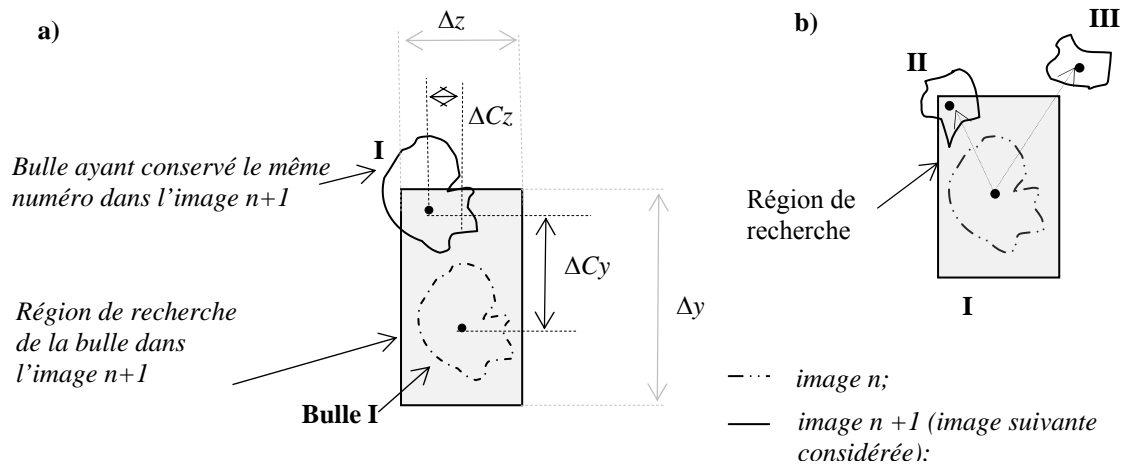 a)
Δz
ΔCz
I
Bulle ayant conservé le même
numéro dans l'image n+1
ΔCy
Δy
Région de recherche
de la bulle dans
l'image n+1
Bulle I
b)
III
II
Région de
recherche
I
image n;
image n +1 (image suivante
considérée);